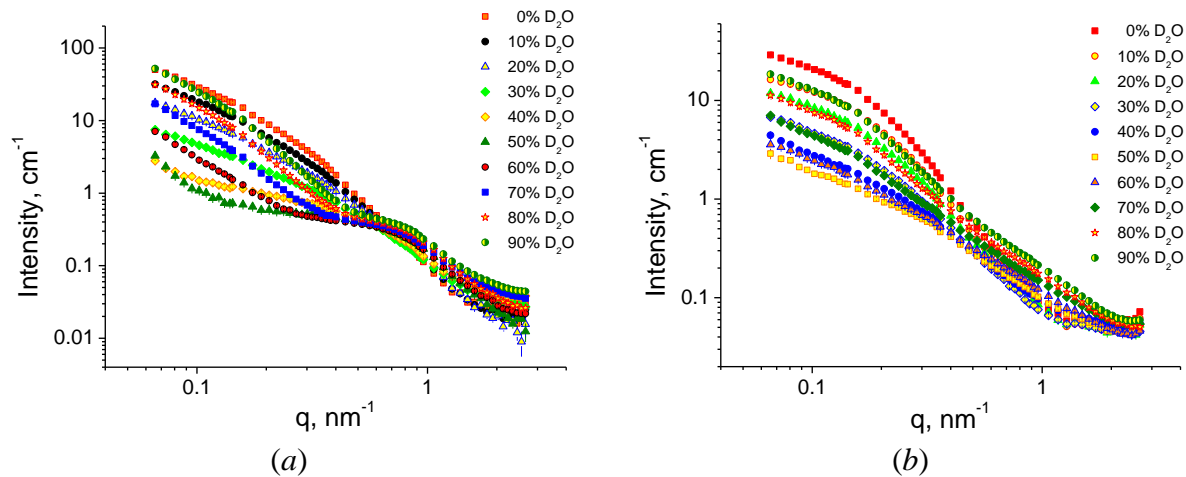 100
10
1
0.1
0.01
Intensity, cm⁻¹
0.1
1
q, nm⁻¹
0% D₂O
10% D₂O
20% D₂O
30% D₂O
40% D₂O
50% D₂O
60% D₂O
70% D₂O
80% D₂O
90% D₂O
(a)
10
1
0.1
Intensity, cm⁻¹
0.1
1
q, nm⁻¹
0% D₂O
10% D₂O
20% D₂O
30% D₂O
40% D₂O
50% D₂O
60% D₂O
70% D₂O
80% D₂O
90% D₂O
(b)